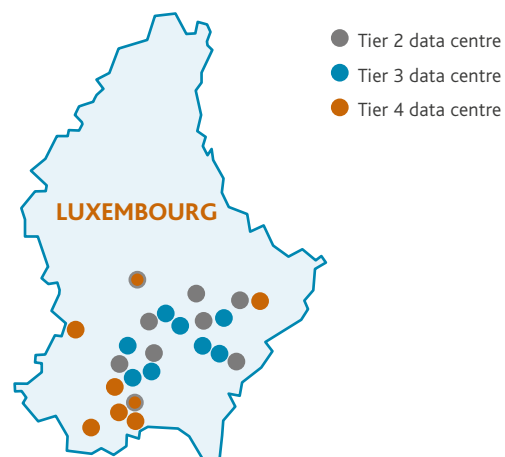 Tier 2 data centre
Tier 3 data centre
Tier 4 data centre
LUXEMBOURG